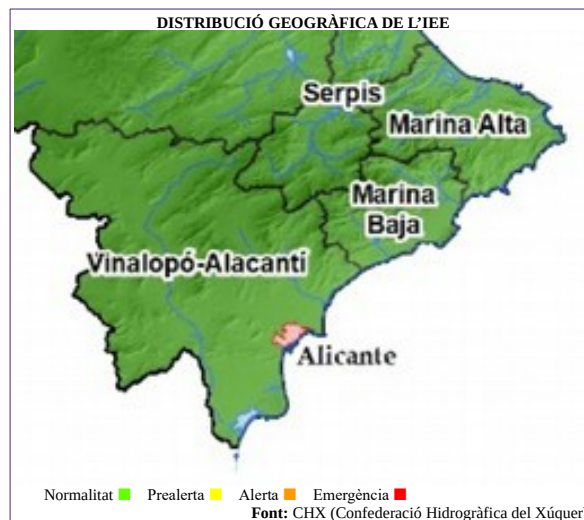 DISTRIBUCIÓ GEOGRÀFICA DE L'IEE
Serpis
Marina Alta
Marina
Baja
Vinalopó-Alacantí
Alicante
Normalitat Prealerta Alerta Emergència
Font: CHX (Confederació Hidrogràfica del Xúquer